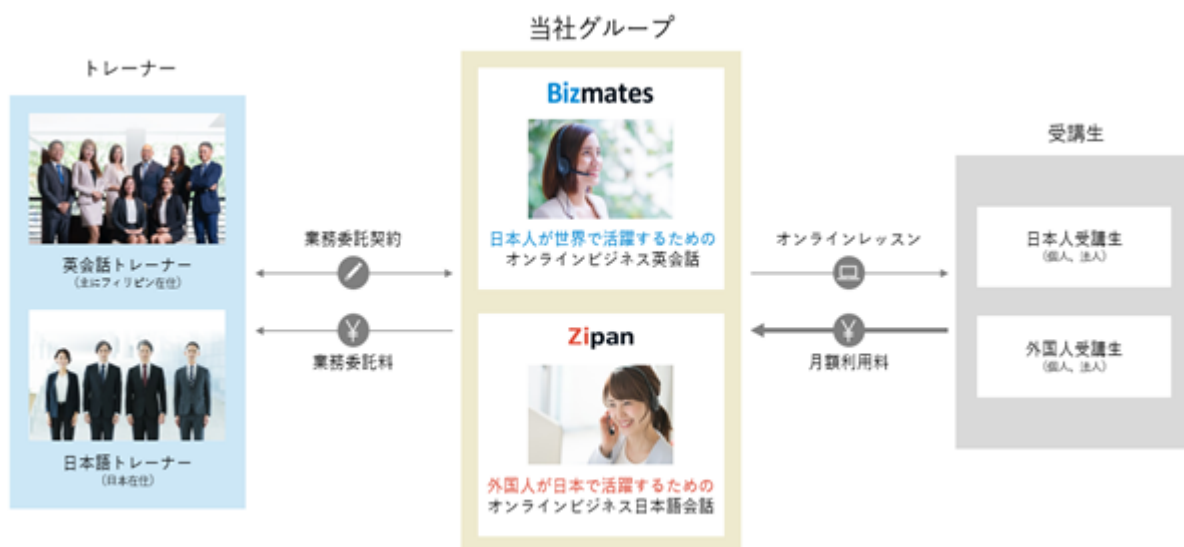 当社グループ
トレーナー
英会話トレーナー
(主にフィリピン在住)
日本語トレーナー
(日本在住)
業務委託契約
業務委託料
Bizmates
日本人が世界で活躍するための
オンラインビジネス英会話
Zipan
外国人が日本で活躍するための
オンラインビジネス日本語会話
オンラインレッスン
月額利用料
受講生
日本人受講生
(個人、法人)
外国人受講生
(個人、法人)